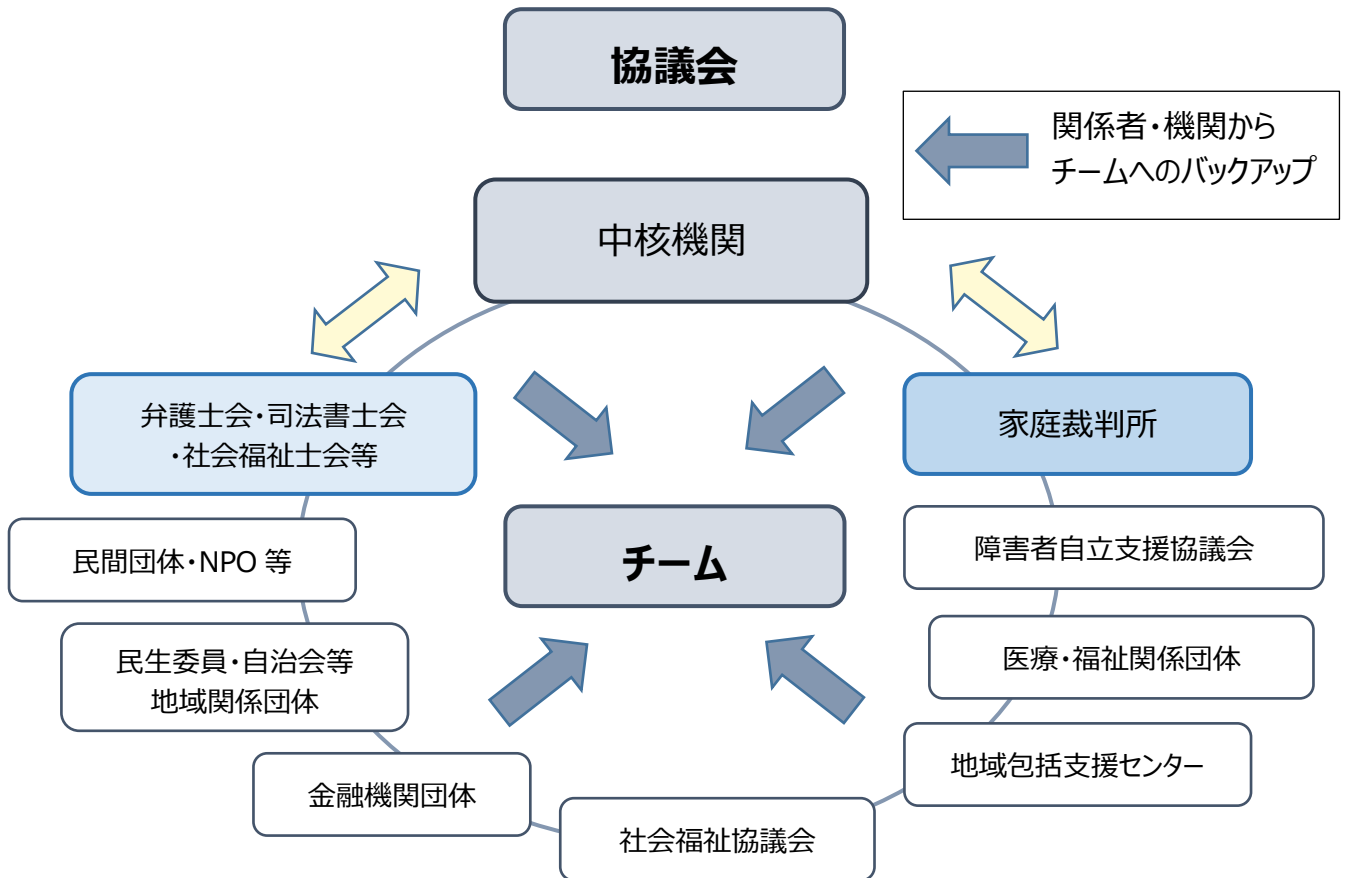 協議会
関係者・機関から
チームへのバックアップ
中核機関
弁護士会・司法書士会
・社会福祉士会等
家庭裁判所
民間団体・NPO 等
チーム
障害者自立支援協議会
民生委員・自治会等
地域関係団体
医療・福祉関係団体
金融機関団体
地域包括支援センター
社会福祉協議会